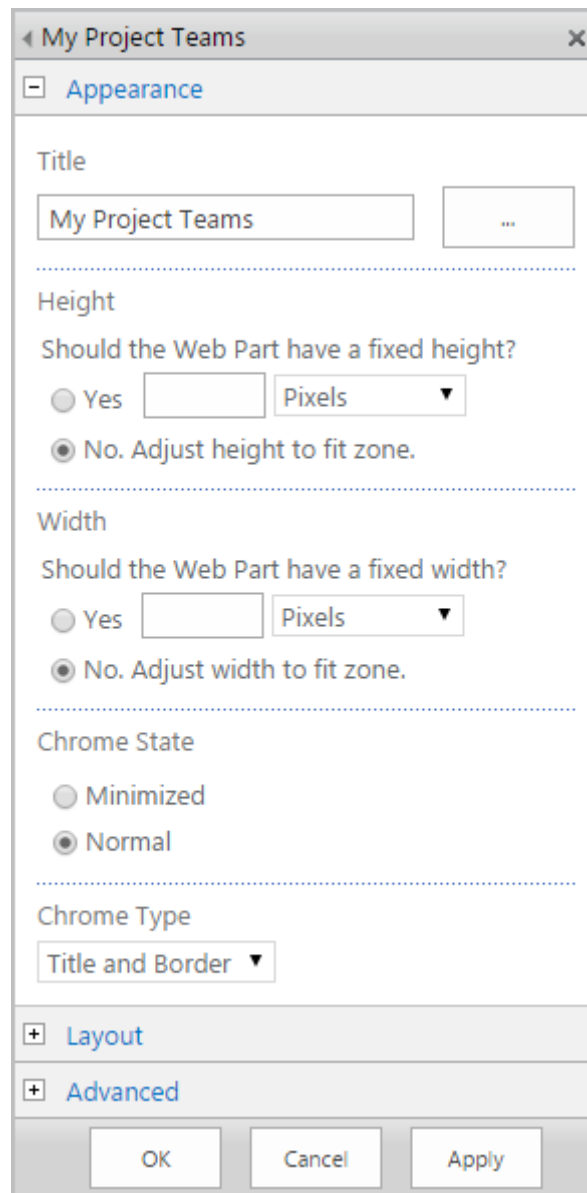 My Project Teams
Appearance
Title
My Project Teams ...
Height
Should the Web Part have a fixed height?
Yes Pixels
No. Adjust height to fit zone.
Width
Should the Web Part have a fixed width?
Yes Pixels
No. Adjust width to fit zone.
Chrome State
Minimized
Normal
Chrome Type
Title and Border
Layout
Advanced
OK Cancel Apply